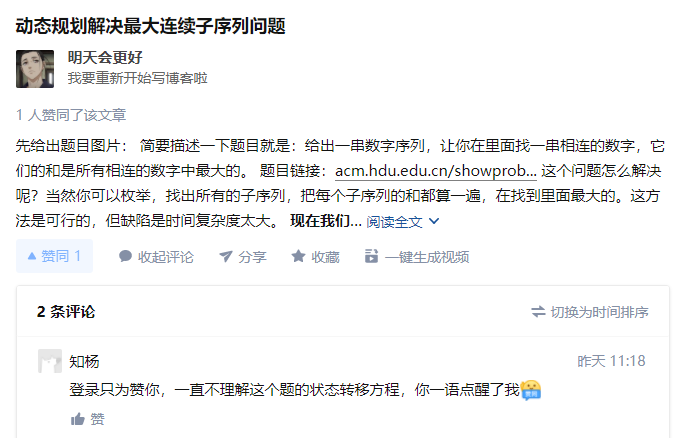 动态规划解决最大连续子序列问题
明天会更好
我要重新开始写博客啦
1 人赞同了该文章
先给出题目图片： 简要描述一下题目就是：给出一串数字序列，让你在里面找一串相连的数字，它
们的和是所有相连的数字中最大的。 题目链接：acm.hdu.edu.cn/showprob... 这个问题怎么解决
呢？当然你可以枚举，找出所有的子序列，把每个子序列的和都算一遍，在找到里面最大的。这方
法是可行的，但缺陷是时间复杂度太大。 现在我们... 阅读全文
赞同 1 收起评论 分享 收藏 一键生成视频
2 条评论 切换为时间排序
知杨 昨天 11:18
登录只为赞你，一直不理解这个题的状态转移方程，你一语点醒了我
赞